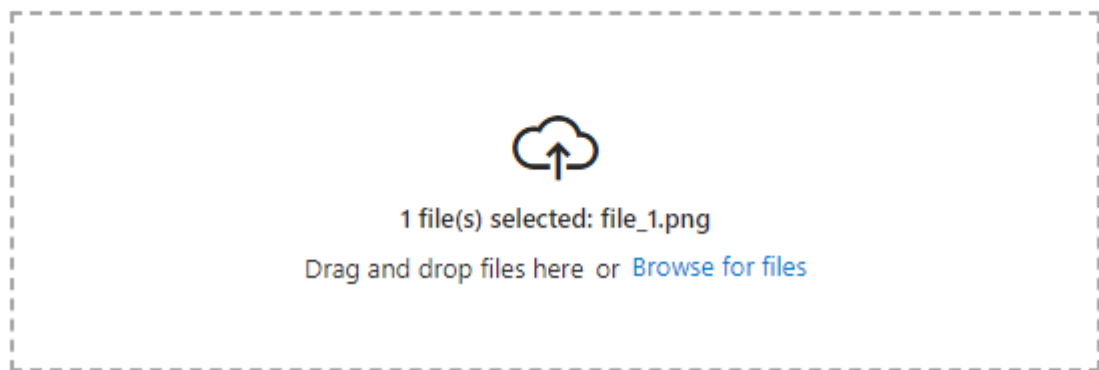 1 file(s) selected: file_1.png
Drag and drop files here or Browse for files